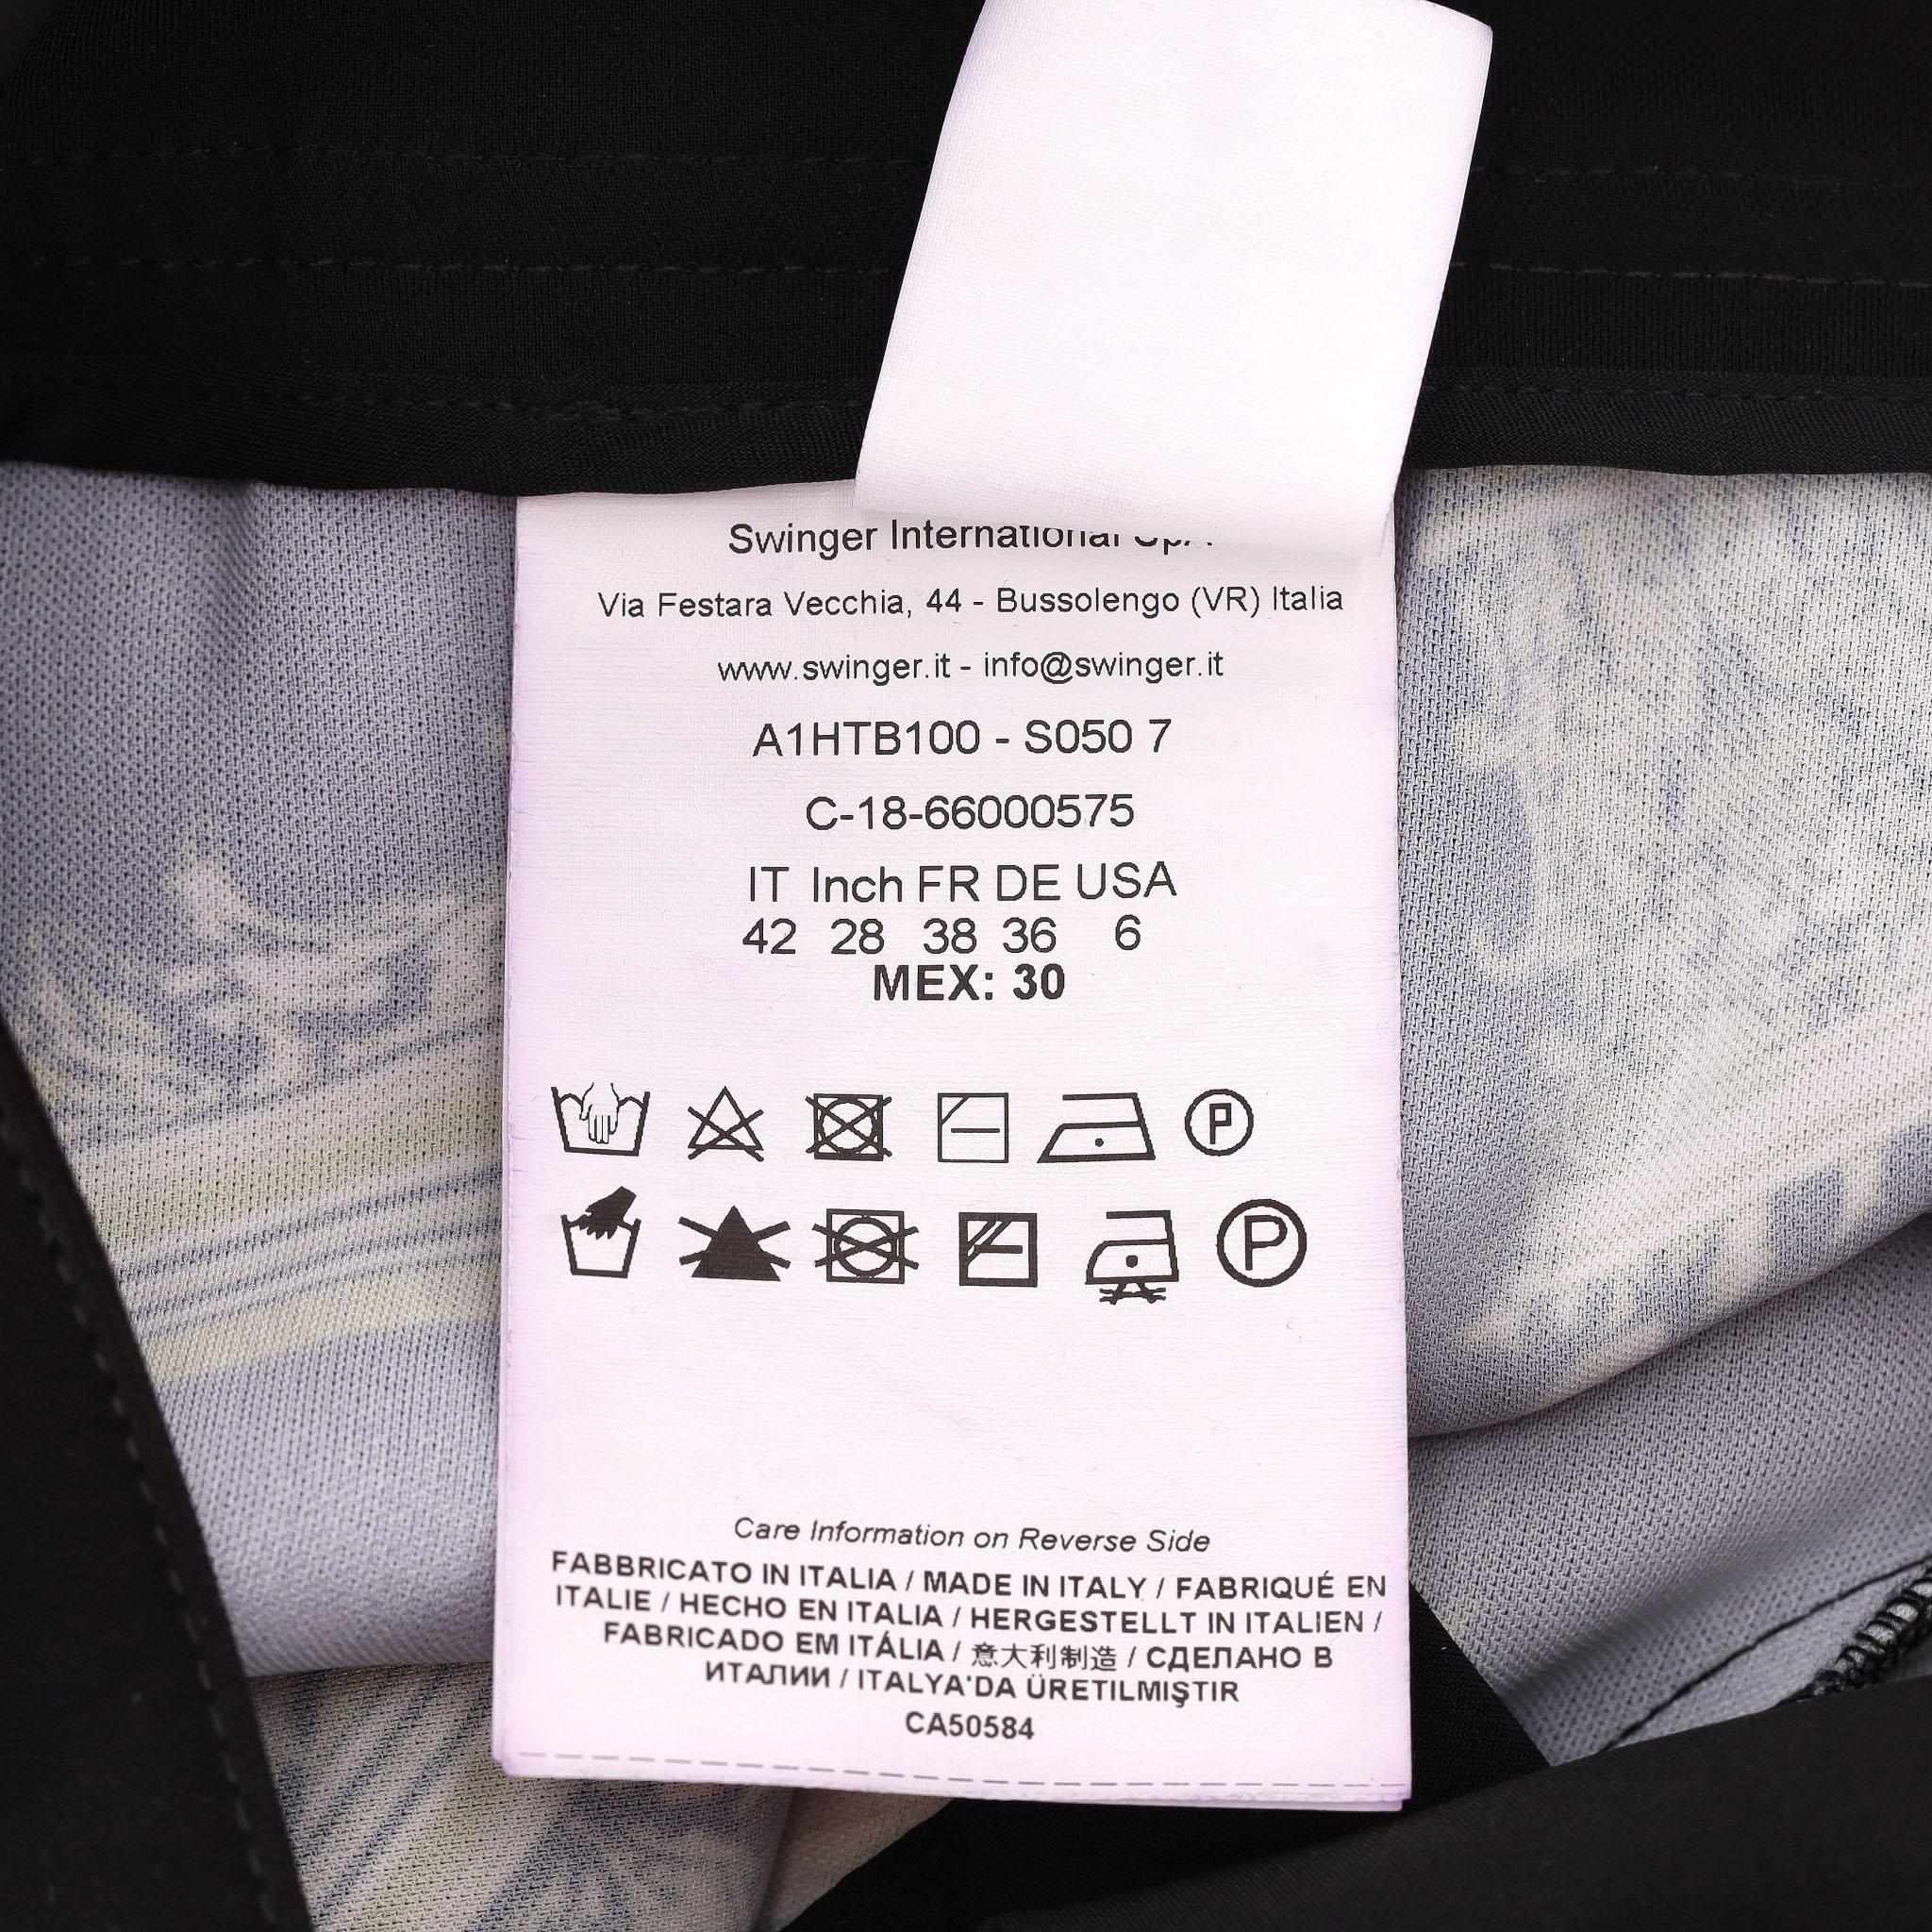 Swinger International
Via Festara Vecchia, 44 - Bussolengo (VR) Italia
www.swinger.it - info@swinger.it
A1HTB100 - S050 7
C-18-66000575
IT Inch FR DE USA
42 28 38 36 6
MEX: 30
P
P
Care Information on Reverse Side
FABBRICATO IN ITALIA / MADE IN ITALY / FABRIQUÉ EN
ITALIE / HECHO EN ITALIA / HERGESTELLT IN ITALIEN /
FABRICADO EM ITÁLIA / 意大利制造 / СДЕЛАНО В
ИТАЛИИ / ITALYA'DA ÜRETILMIŞTIR
CA50584